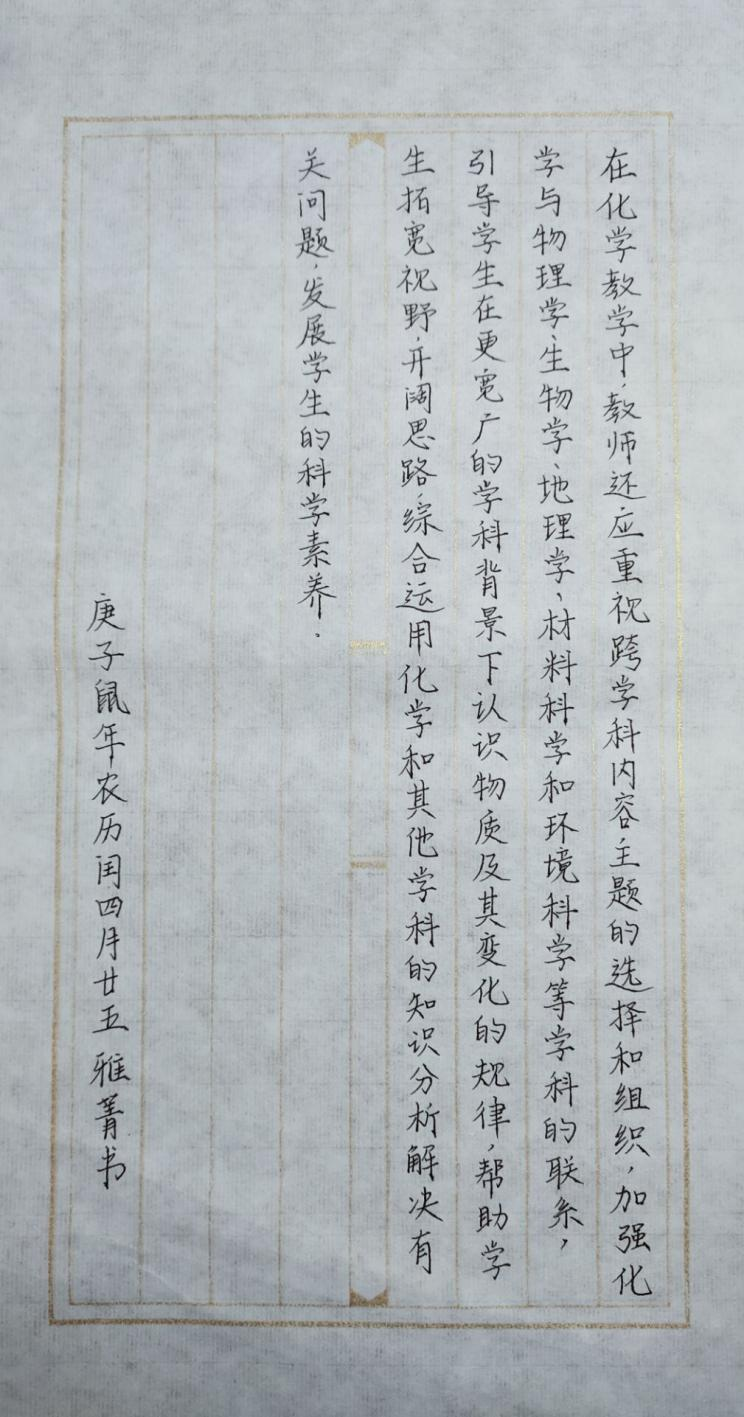 在化学教学中，教师还应重视跨学科内容主题的选择和组织，加强化
学与物理学、生物学、地理学、材料科学和环境科学等学科的联系，
引导学生在更宽广的学科背景下认识物质及其变化的规律，帮助学
生拓宽视野，开阔思路，综合运用化学和其他学科的知识分析解决有
关问题，发展学生的科学素养．
庚子鼠年农历闰四月廿五 雅菁书